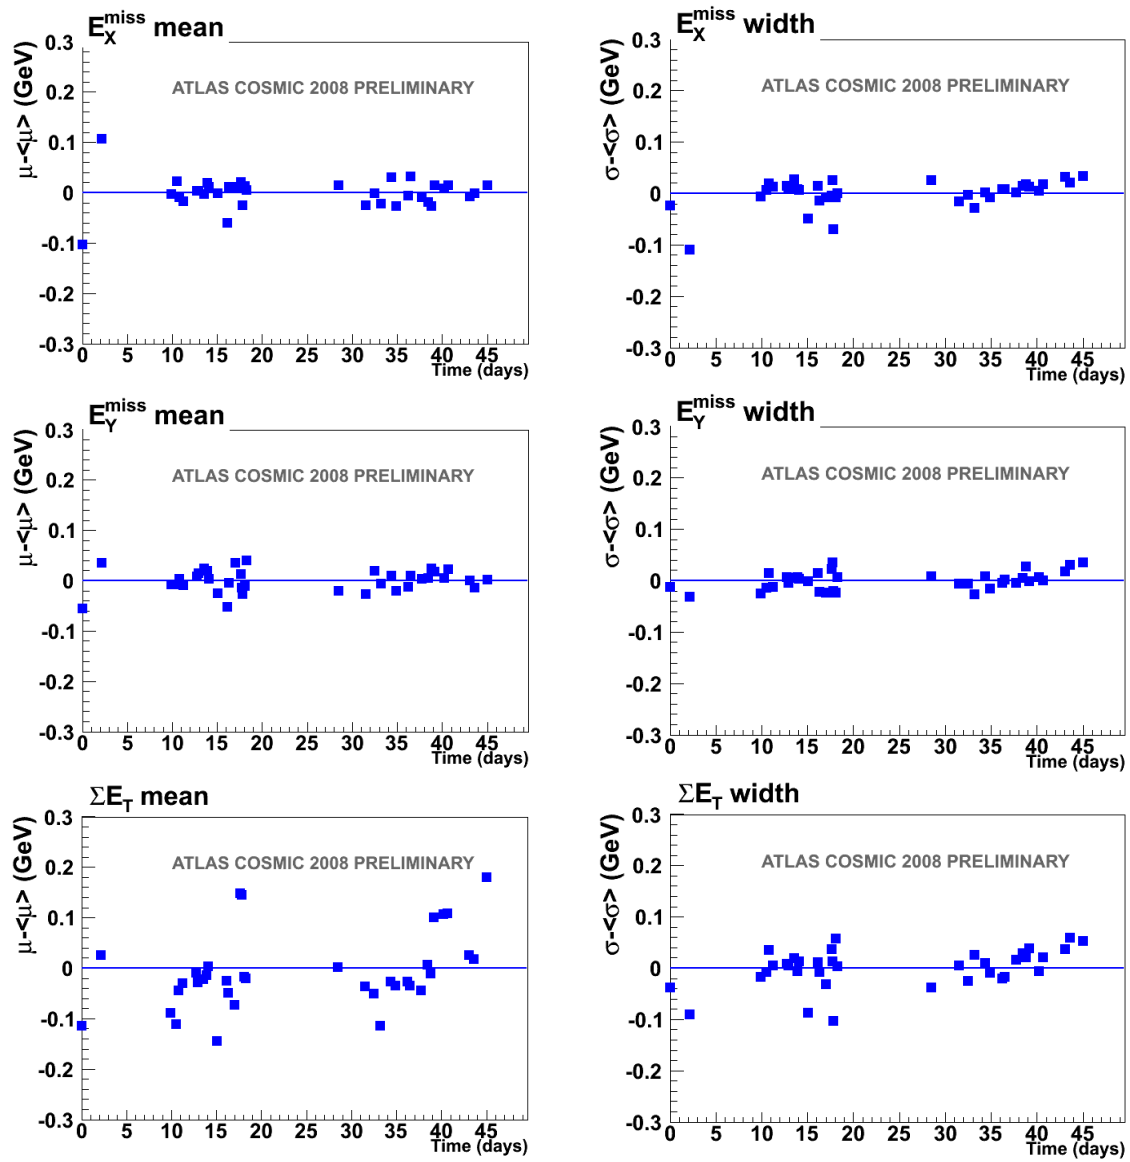 E_X^miss mean
μ-<μ> (GeV)
ATLAS COSMIC 2008 PRELIMINARY
0.3
0.2
0.1
0
-0.1
-0.2
-0.3
0 5 10 15 20 25 30 35 40 45
Time (days)
E_X^miss width
σ-<σ> (GeV)
ATLAS COSMIC 2008 PRELIMINARY
0.3
0.2
0.1
0
-0.1
-0.2
-0.3
0 5 10 15 20 25 30 35 40 45
Time (days)
E_Y^miss mean
μ-<μ> (GeV)
ATLAS COSMIC 2008 PRELIMINARY
0.3
0.2
0.1
0
-0.1
-0.2
-0.3
0 5 10 15 20 25 30 35 40 45
Time (days)
E_Y^miss width
σ-<σ> (GeV)
ATLAS COSMIC 2008 PRELIMINARY
0.3
0.2
0.1
0
-0.1
-0.2
-0.3
0 5 10 15 20 25 30 35 40 45
Time (days)
ΣE_T mean
μ-<μ> (GeV)
ATLAS COSMIC 2008 PRELIMINARY
0.3
0.2
0.1
0
-0.1
-0.2
-0.3
0 5 10 15 20 25 30 35 40 45
Time (days)
ΣE_T width
σ-<σ> (GeV)
ATLAS COSMIC 2008 PRELIMINARY
0.3
0.2
0.1
0
-0.1
-0.2
-0.3
0 5 10 15 20 25 30 35 40 45
Time (days)